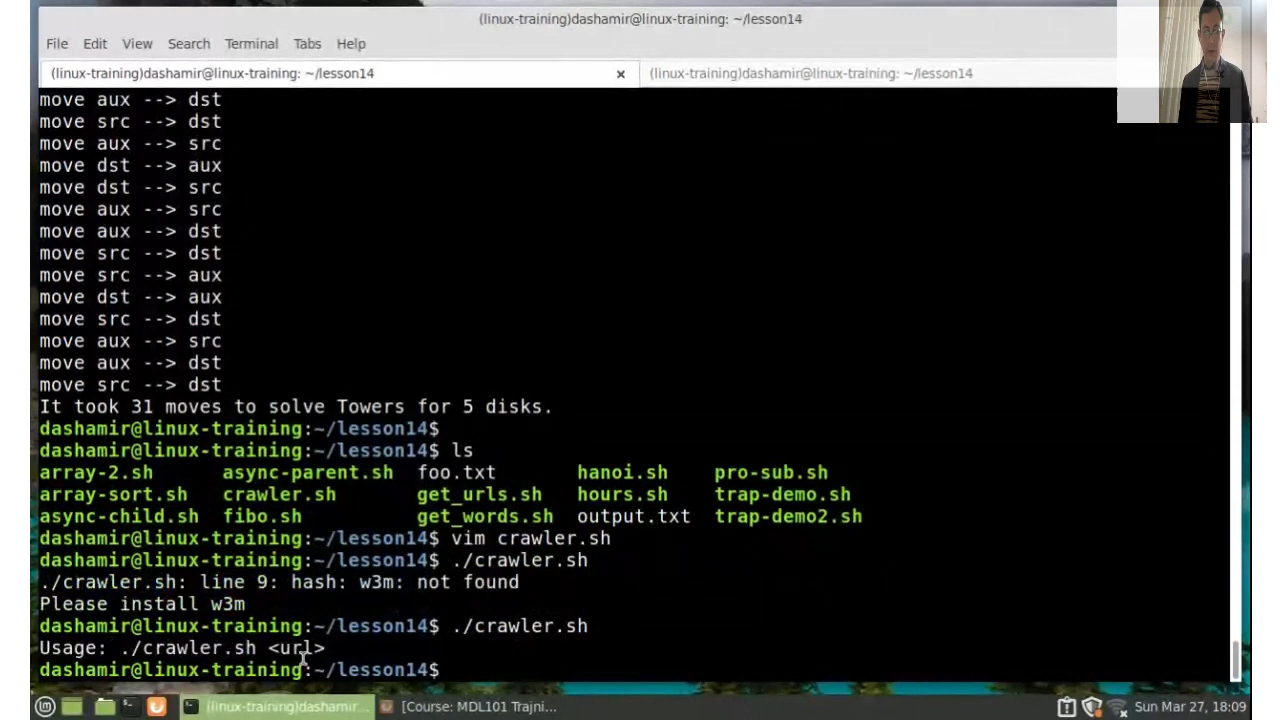 (linux-training)dashamir@linux-training: ~/lesson14
File Edit View Search Terminal Tabs Help
(linux-training)dashamir@linux-training: ~/lesson14 × (linux-training)dashamir@linux-training: ~/lesson14
move aux --> dst
move src --> dst
move aux --> src
move dst --> aux
move dst --> src
move aux --> src
move aux --> dst
move src --> dst
move src --> aux
move dst --> aux
move src --> dst
move aux --> src
move aux --> dst
move src --> dst
It took 31 moves to solve Towers for 5 disks.
dashamir@linux-training:~/lesson14$
dashamir@linux-training:~/lesson14$ ls
array-2.sh async-parent.sh foo.txt hanoi.sh pro-sub.sh
array-sort.sh crawler.sh get_urls.sh hours.sh trap-demo.sh
async-child.sh fibo.sh get_words.sh output.txt trap-demo2.sh
dashamir@linux-training:~/lesson14$ vim crawler.sh
dashamir@linux-training:~/lesson14$ ./crawler.sh
./crawler.sh: line 9: hash: w3m: not found
Please install w3m
dashamir@linux-training:~/lesson14$ ./crawler.sh
Usage: ./crawler.sh <url>
dashamir@linux-training:~/lesson14$
(linux-training)dashamir... [Course: MDL101 Trajni... Sun Mar 27, 18:09